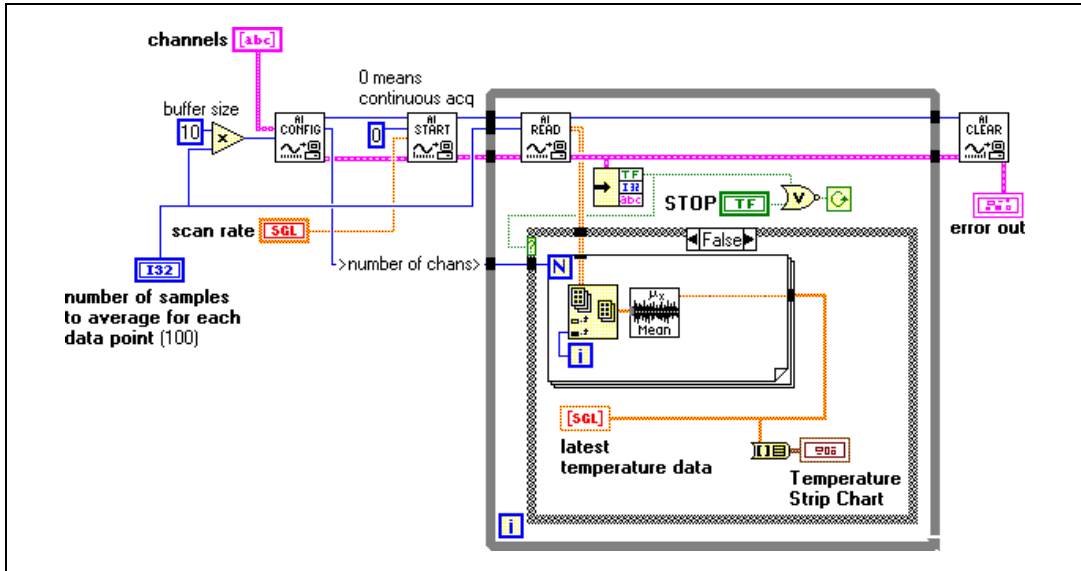 channels
[abc]
0 means
continuous acq
buffer size
10
x
AI
CONFIG
0
AI
START
AI
READ
AI
CLEAR
TF
I32
abc
STOP
TF
V
error out
scan rate
SGL
False
?
>number of chans>
N
I32
number of samples
to average for each
data point (100)
μx
Mean
i
[SGL]
latest
temperature data
Temperature
Strip Chart
i